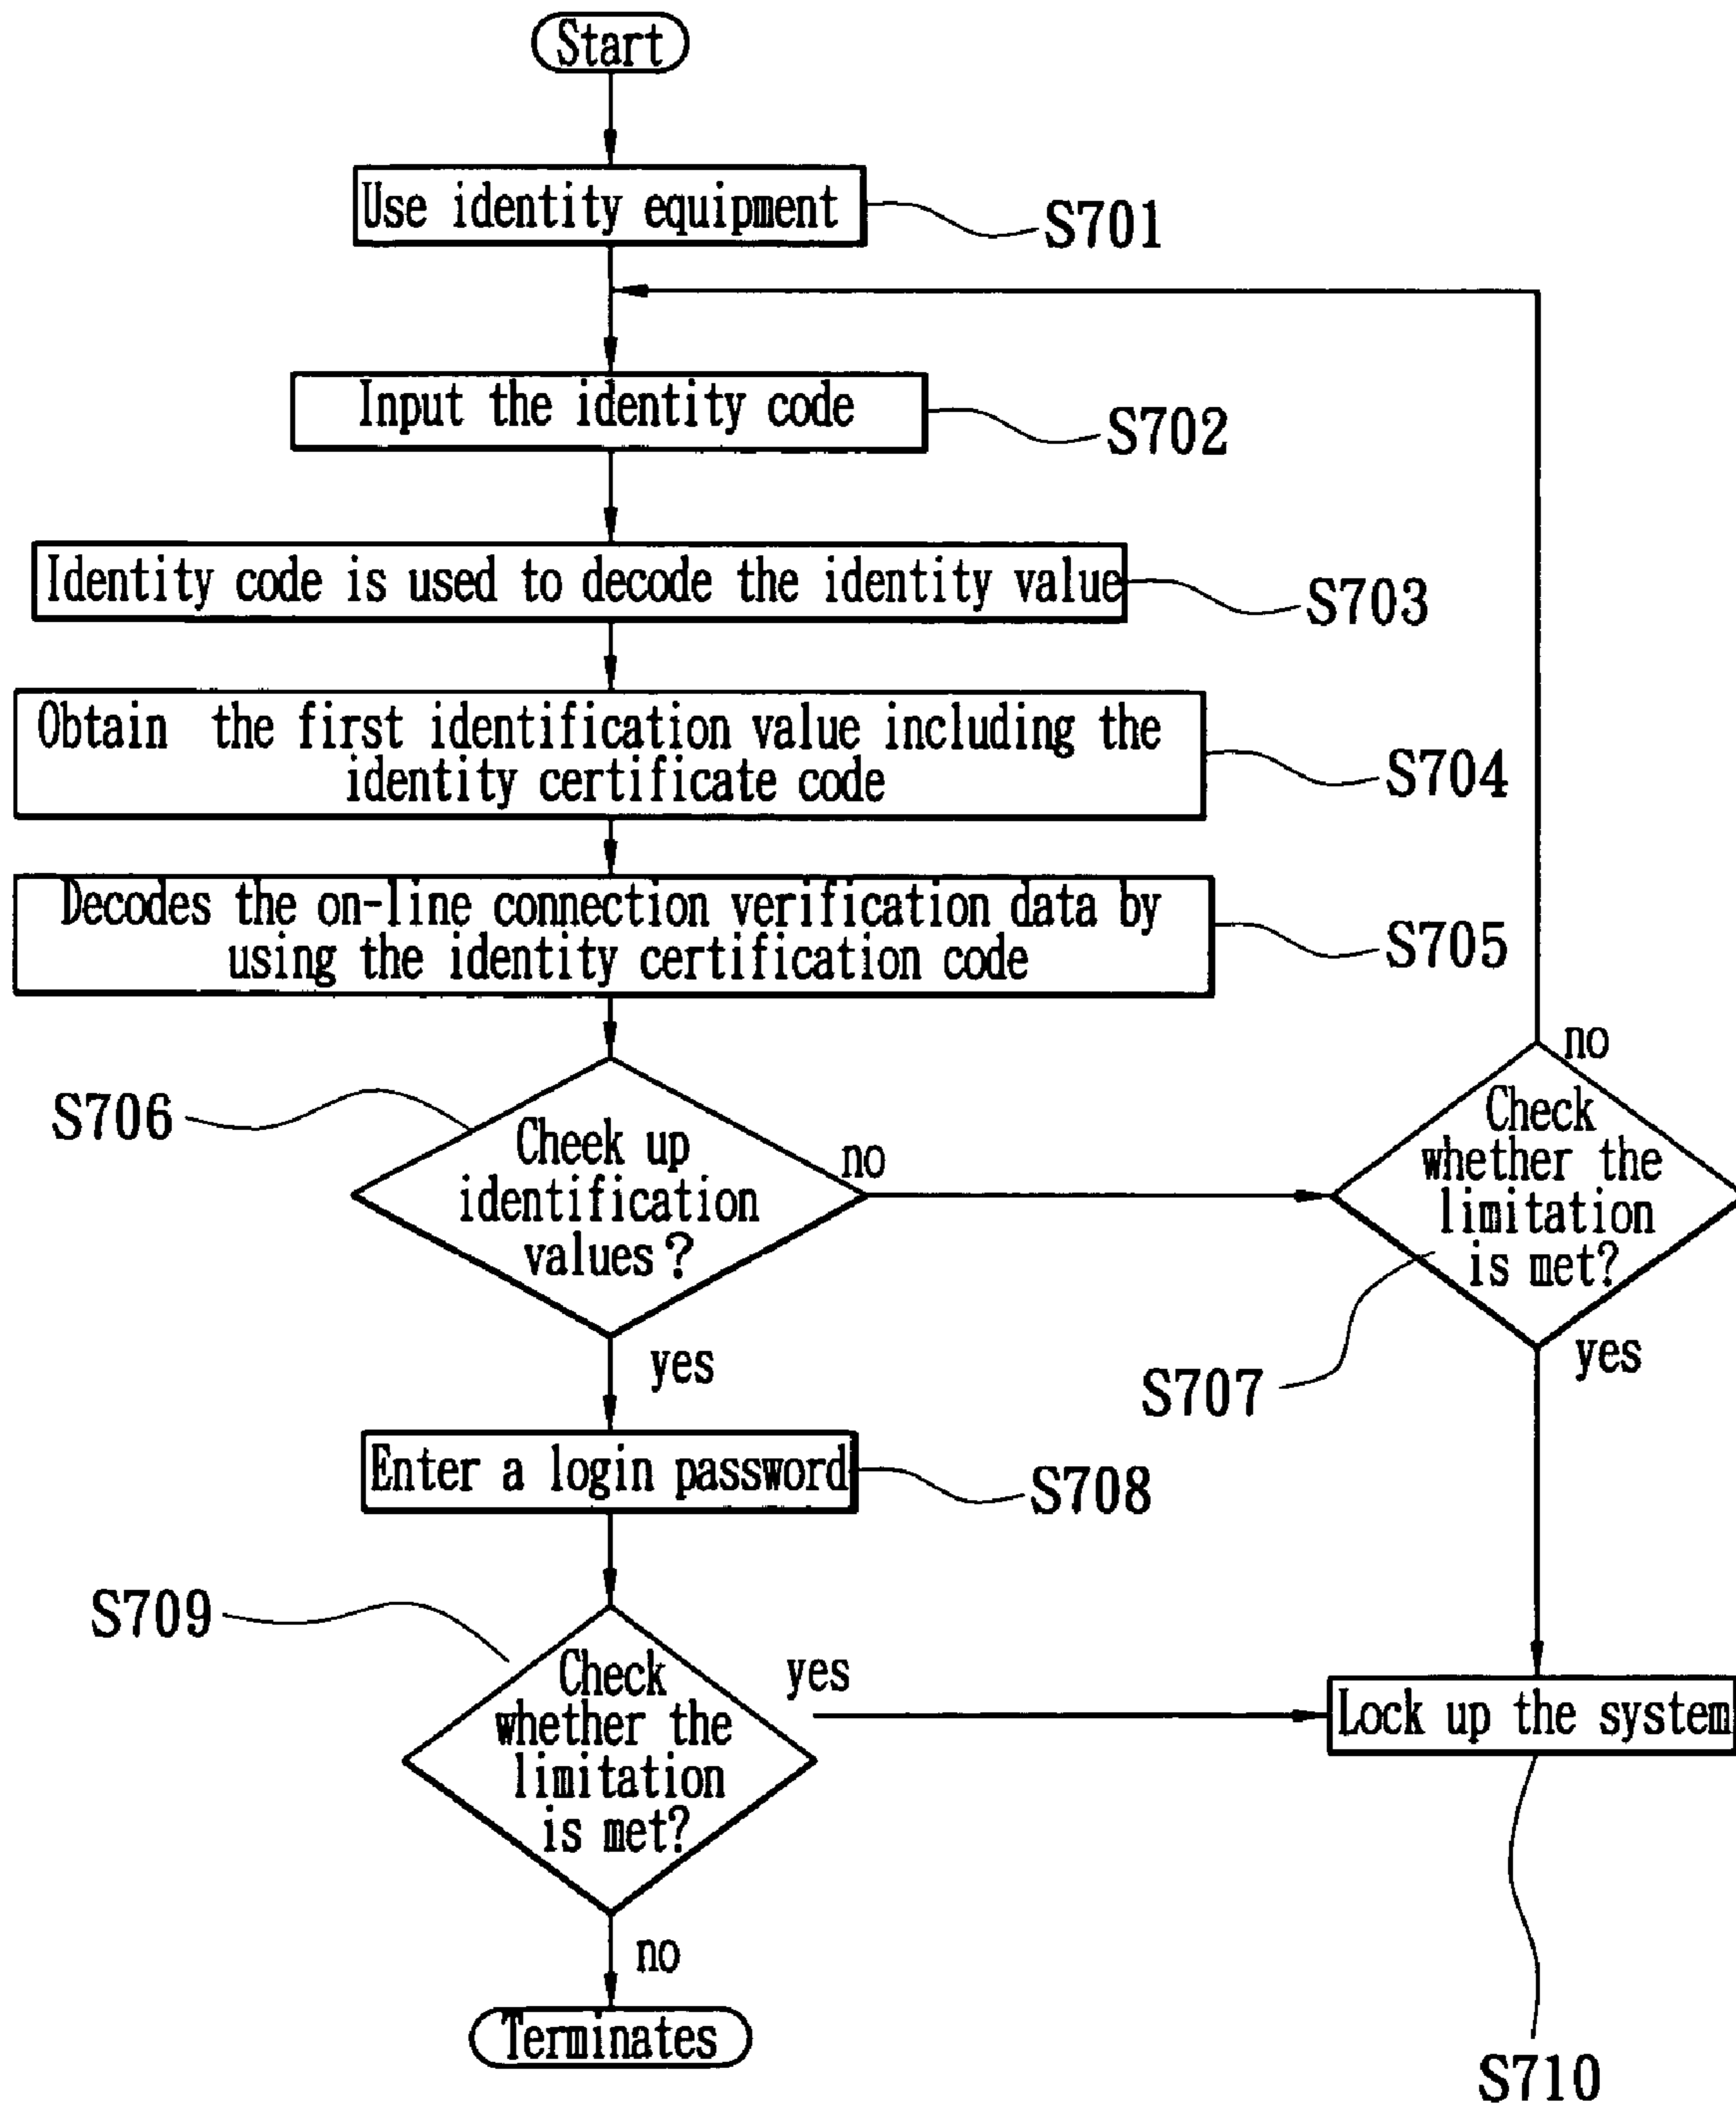 Start
Use identity equipment
S701
Input the identity code
S702
Identity code is used to decode the identity value
S703
Obtain the first identification value including the
identity certificate code
S704
Decodes the on-line connection verification data by
using the identity certification code
S705
S706
Cheek up
identification
values?
no
no
Check
whether the
limitation
is met?
S707
yes
yes
Enter a login password
S708
S709
Check
whether the
limitation
is met?
yes
Lock up the system
no
Terminates
S710